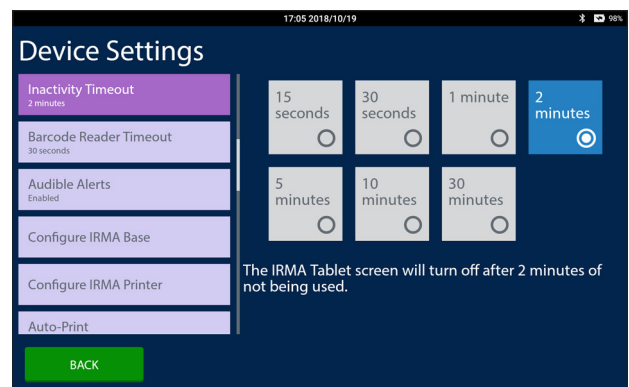 17:05 2018/10/19
98%
Device Settings
Inactivity Timeout
2 minutes
Barcode Reader Timeout
30 seconds
Audible Alerts
Enabled
Configure IRMA Base
Configure IRMA Printer
Auto-Print
BACK
15
seconds
30
seconds
1 minute
2
minutes
5
minutes
10
minutes
30
minutes
The IRMA Tablet screen will turn off after 2 minutes of
not being used.